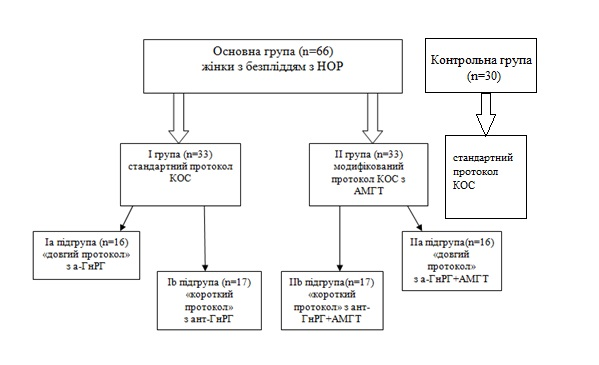 Основна група (n=66)
жінки з безпліддям з НОР
Контрольна група
(n=30)
І група (n=33)
стандартний протокол
КОС
ІІ група (n=33)
модифікований
протокол КОС з
АМГТ
стандартний
протокол
КОС
Іа підгрупа (n=16)
«довгий протокол»
з а-ГнРГ
Іb підгрупа (n=17)
«короткий
протокол»
з ант-ГнРГ
ІІb підгрупа(n=17)
«короткий
протокол» з ант-
ГнРГ+АМГТ
ІІа підгрупа(n=16)
«довгий
протокол»
з а-ГнРГ+АМГТ